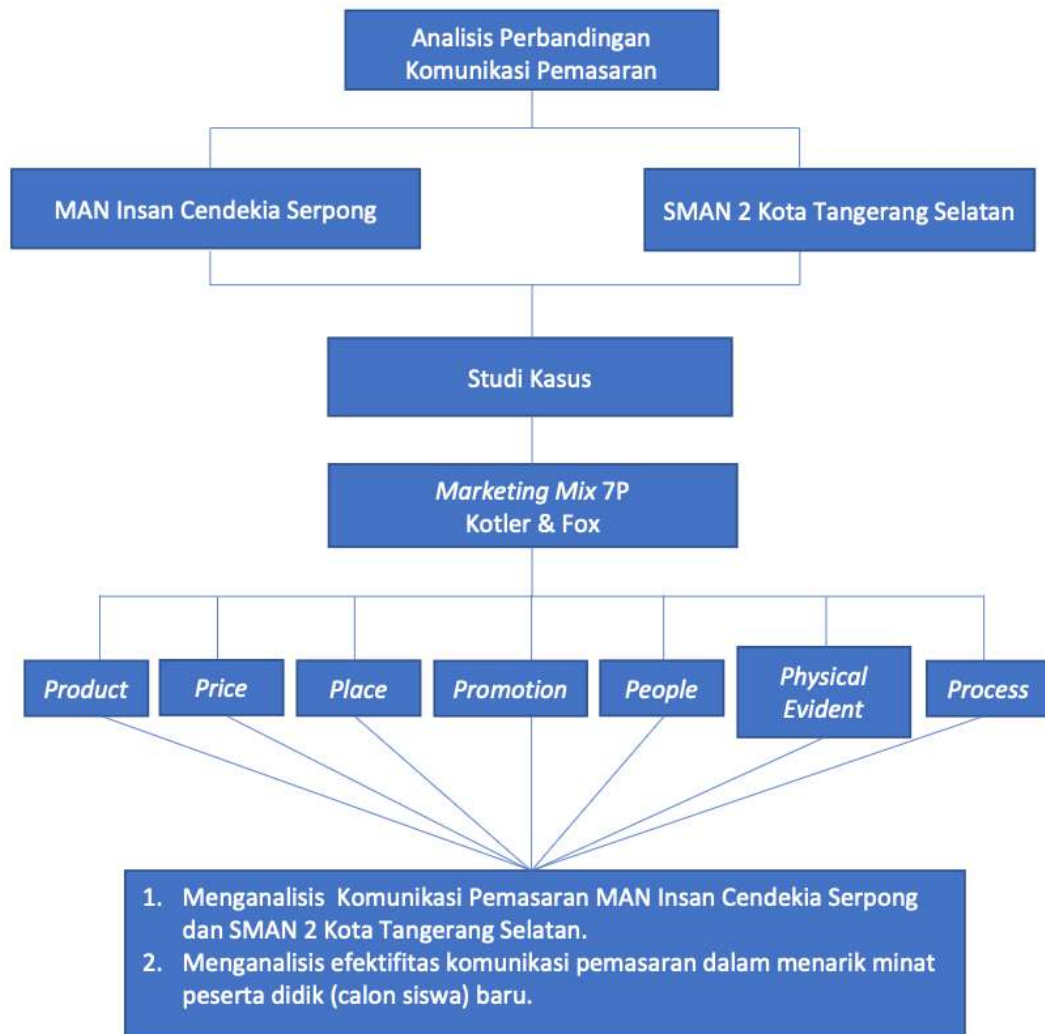 Analisis Perbandingan
Komunikasi Pemasaran
MAN Insan Cendekia Serpong
SMAN 2 Kota Tangerang Selatan
Studi Kasus
Marketing Mix 7P
Kotler & Fox
Product
Price
Place
Promotion
People
Physical
Evident
Process
1. Menganalisis Komunikasi Pemasaran MAN Insan Cendekia Serpong
dan SMAN 2 Kota Tangerang Selatan.
2. Menganalisis efektifitas komunikasi pemasaran dalam menarik minat
peserta didik (calon siswa) baru.